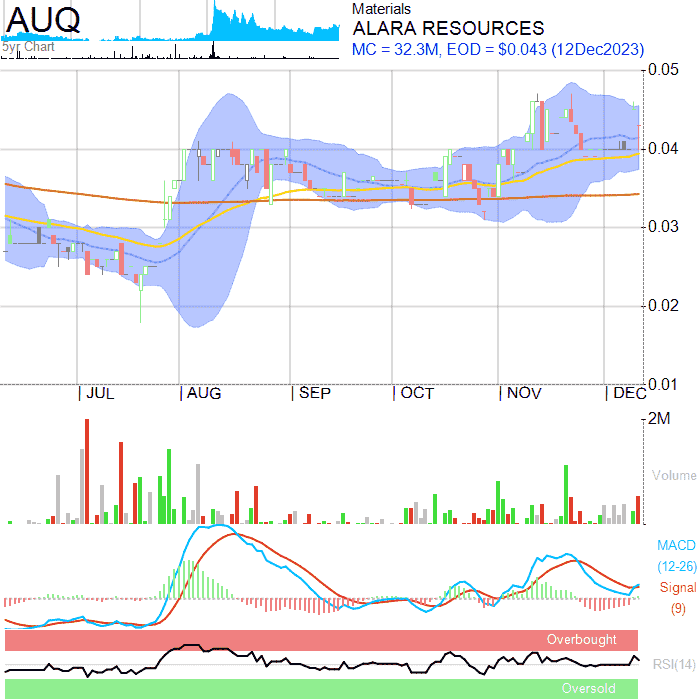 AUQ
5yr Chart
Materials
ALARA RESOURCES
MC = 32.3M, EOD = $0.043 (12Dec2023)
0.05
0.04
0.03
0.02
0.01
JUL AUG SEP OCT NOV DEC
2M
Volume
MACD
(12-26)
Signal
(9)
Overbought
RSI(14)
Oversold